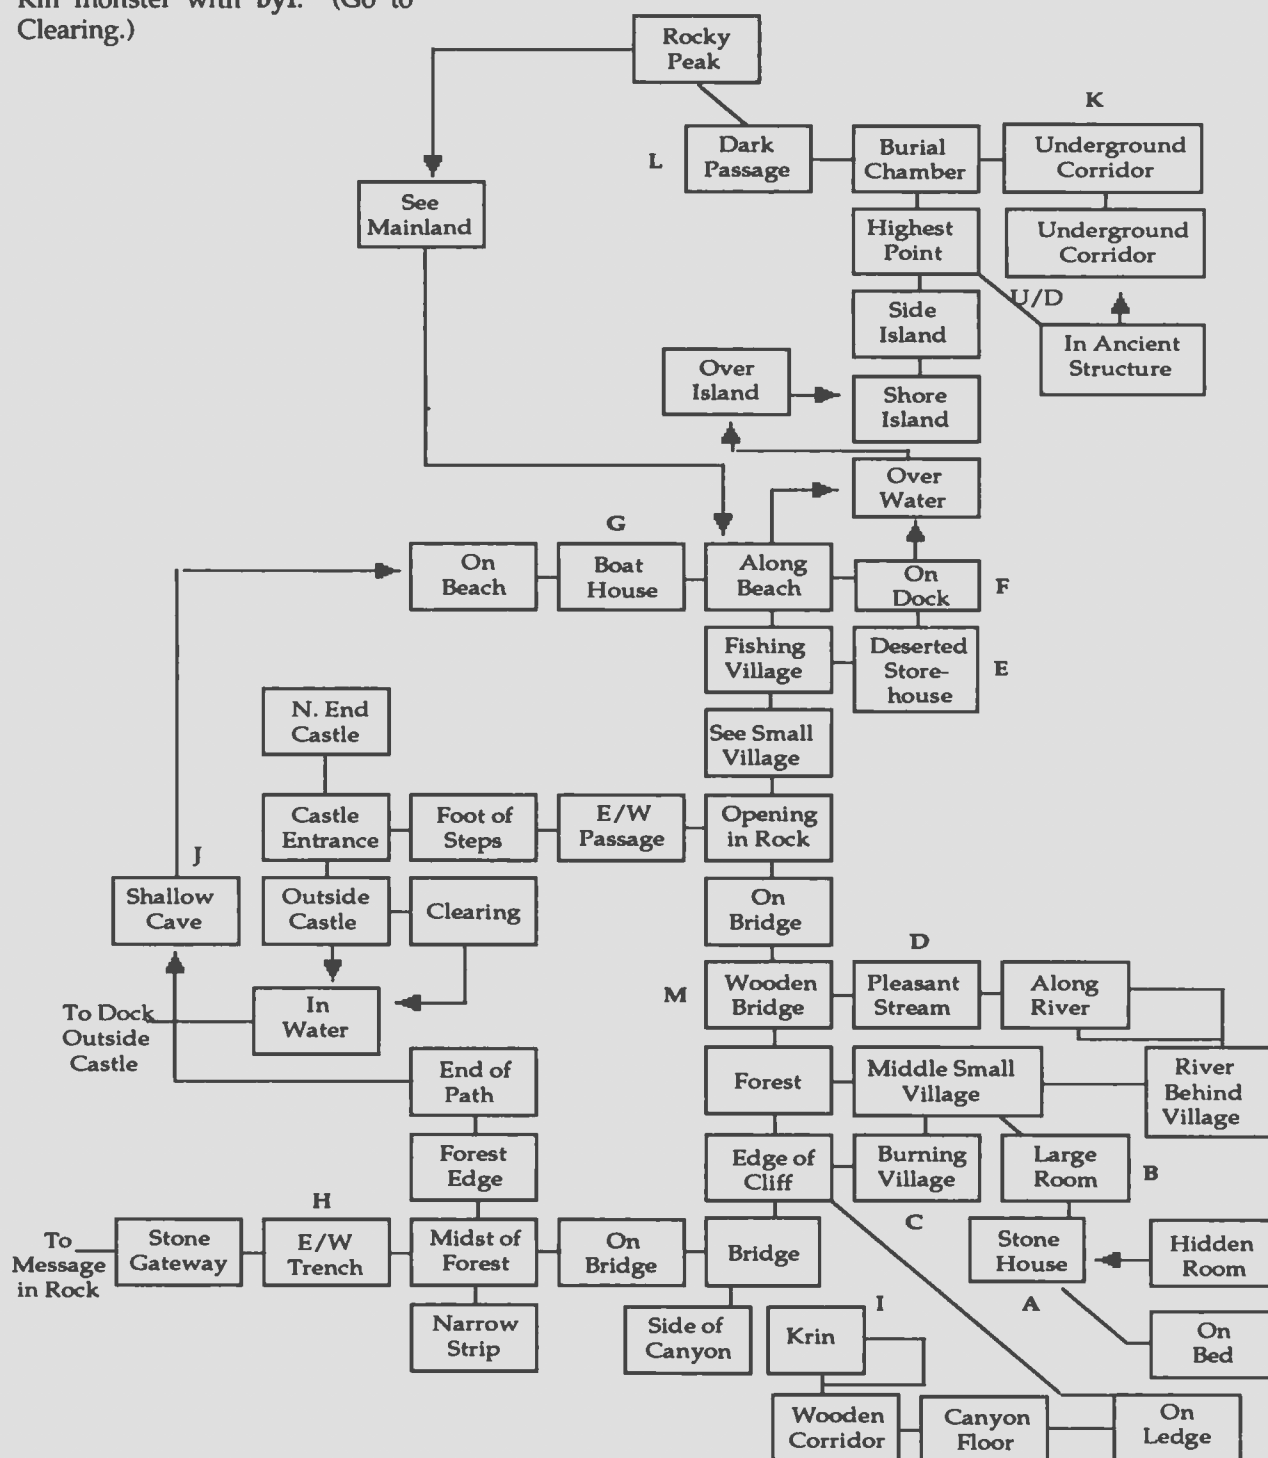 Kill monster with byf. (Go to
Clearing.)
Rocky
Peak
K
L
Dark
Passage
Burial
Chamber
Underground
Corridor
See
Mainland
Highest
Point
Underground
Corridor
U/D
Side
Island
In Ancient
Structure
Over
Island
Shore
Island
Over
Water
G
On
Beach
Boat
House
Along
Beach
On
Dock
F
Fishing
Village
Deserted
Store-
house
E
N. End
Castle
See Small
Village
Castle
Entrance
Foot of
Steps
E/W
Passage
Opening
in Rock
J
Shallow
Cave
Outside
Castle
Clearing
On
Bridge
D
M
Wooden
Bridge
Pleasant
Stream
Along
River
To Dock
Outside
Castle
In
Water
End of
Path
Forest
Middle Small
Village
River
Behind
Village
Forest
Edge
Edge of
Cliff
Burning
Village
Large
Room
B
H
C
To
Message
in Rock
Stone
Gateway
E/W
Trench
Midst of
Forest
On
Bridge
Bridge
Stone
House
Hidden
Room
A
I
Narrow
Strip
Side of
Canyon
Krin
On
Bed
Wooden
Corridor
Canyon
Floor
On
Ledge